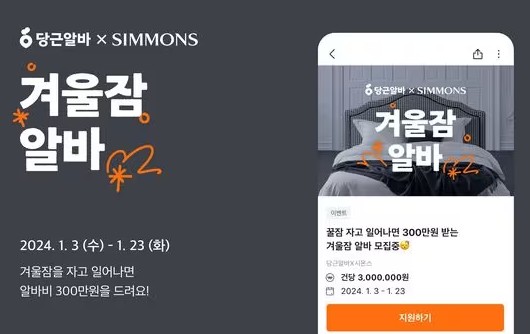 당근알바 × SIMMONS
겨울잠
알바
2024. 1. 3 (수) - 1. 23 (화)
겨울잠을 자고 일어나면
알바비 300만원을 드려요!
당근알바 × SIMMONS
겨울잠
알바
이벤트
꿀잠 자고 일어나면 300만원 받는
겨울잠 알바 모집중😴
당근알바X시몬스
건당 3,000,000원
2024. 1. 3 - 1. 23
지원하기